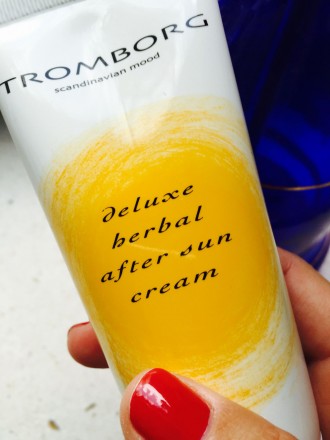 TROMBORG
scandinavian mood
deluxe
herbal
after sun
cream